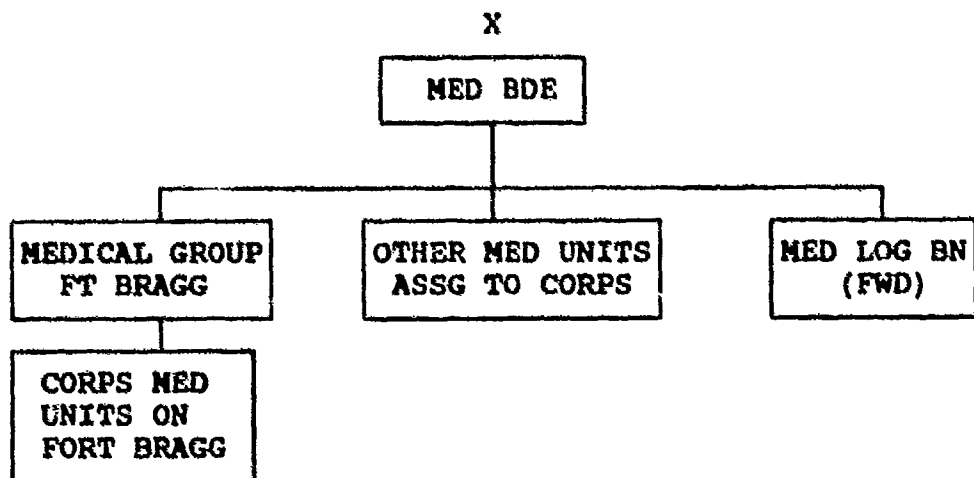 X
MED BDE
MEDICAL GROUP
FT BRAGG
OTHER MED UNITS
ASSG TO CORPS
MED LOG BN
(FWD)
CORPS MED
UNITS ON
FORT BRAGG